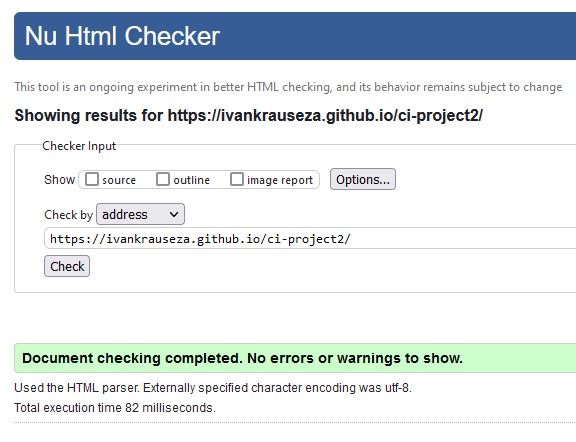 Nu Html Checker
This tool is an ongoing experiment in better HTML checking, and its behavior remains subject to change
Showing results for https://ivankrauseza.github.io/ci-project2/
Checker Input
Show source outline image report Options...
Check by address
https://ivankrauseza.github.io/ci-project2/
Check
Document checking completed. No errors or warnings to show.
Used the HTML parser. Externally specified character encoding was utf-8.
Total execution time 82 milliseconds.